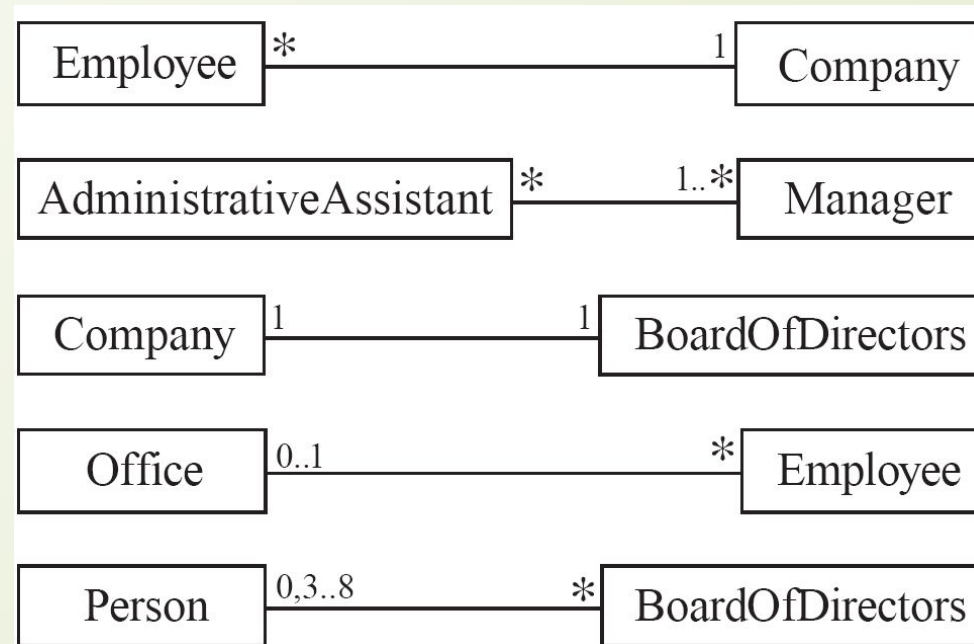 Employee * 1 Company
AdministrativeAssistant * 1..* Manager
Company 1 1 BoardOfDirectors
Office 0..1 * Employee
Person 0,3..8 * BoardOfDirectors